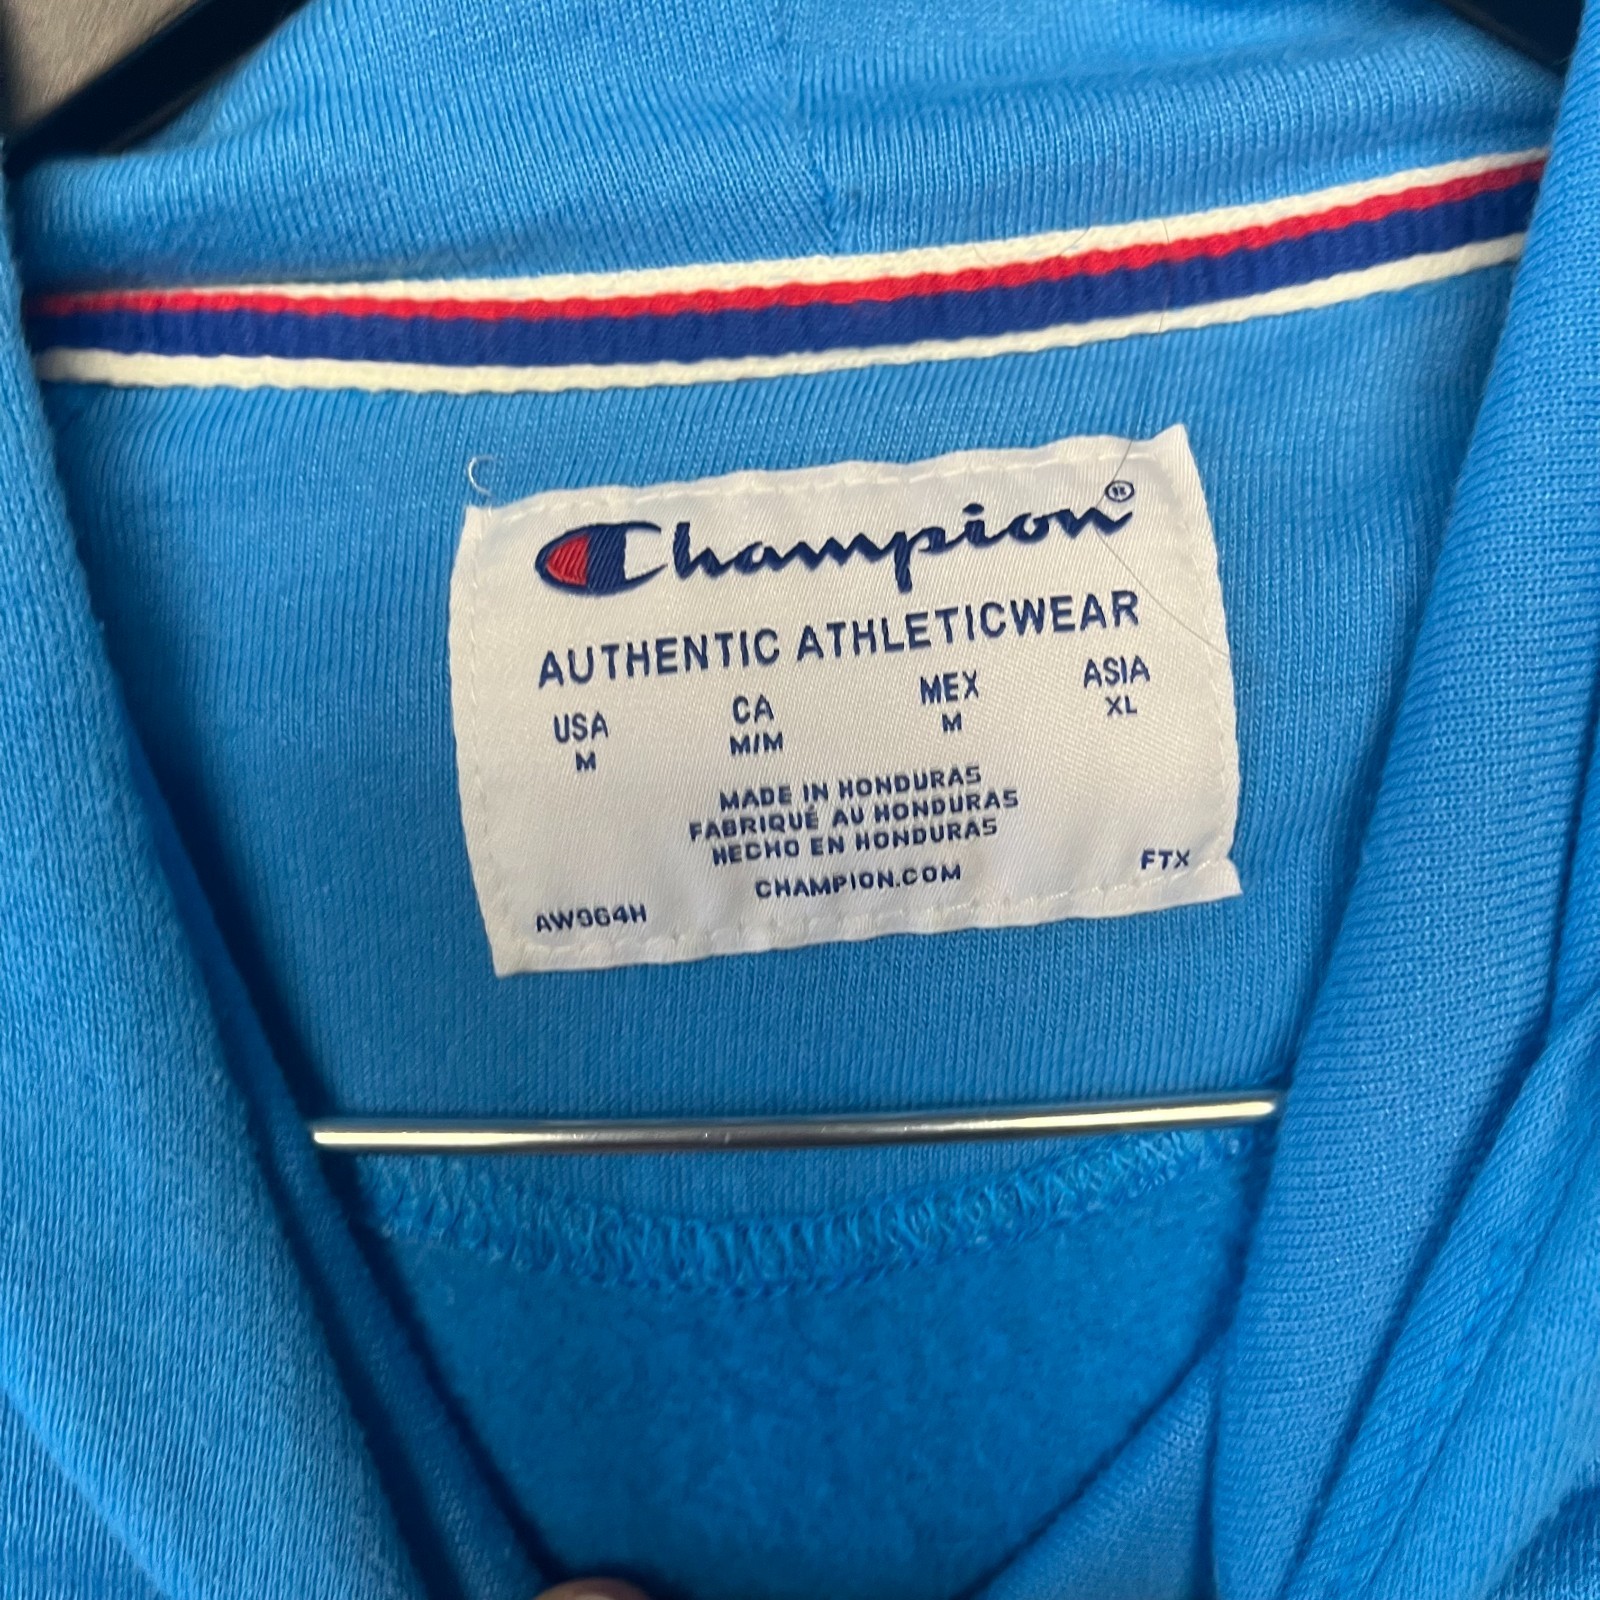 Champion®
AUTHENTIC ATHLETICWEAR
USA CA MEX ASIA
M M/M M XL
MADE IN HONDURAS
FABRIQUÉ AU HONDURAS
HECHO EN HONDURAS
CHAMPION.COM
AW964H FTX